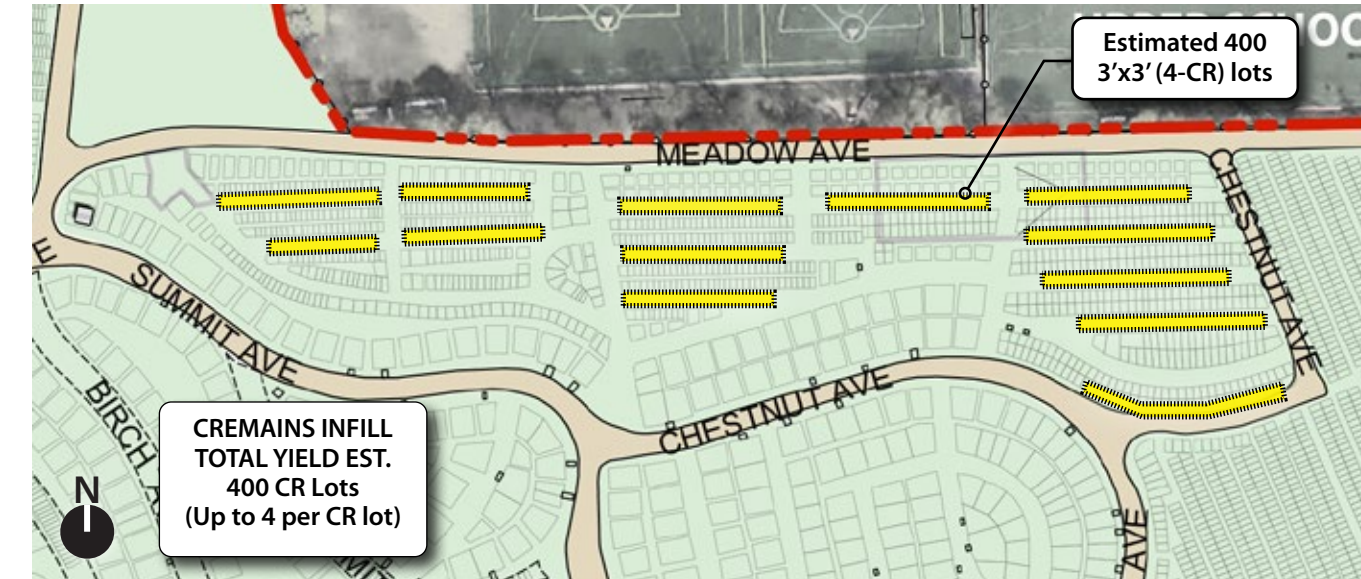 Estimated 400
3’x3’ (4-CR) lots
MEADOW AVE
CHESTNUT AVE
SUMMIT AVE
CHESTNUT AVE
BIRCH
AVE
CREMAINS INFILL
TOTAL YIELD EST.
400 CR Lots
(Up to 4 per CR lot)
N